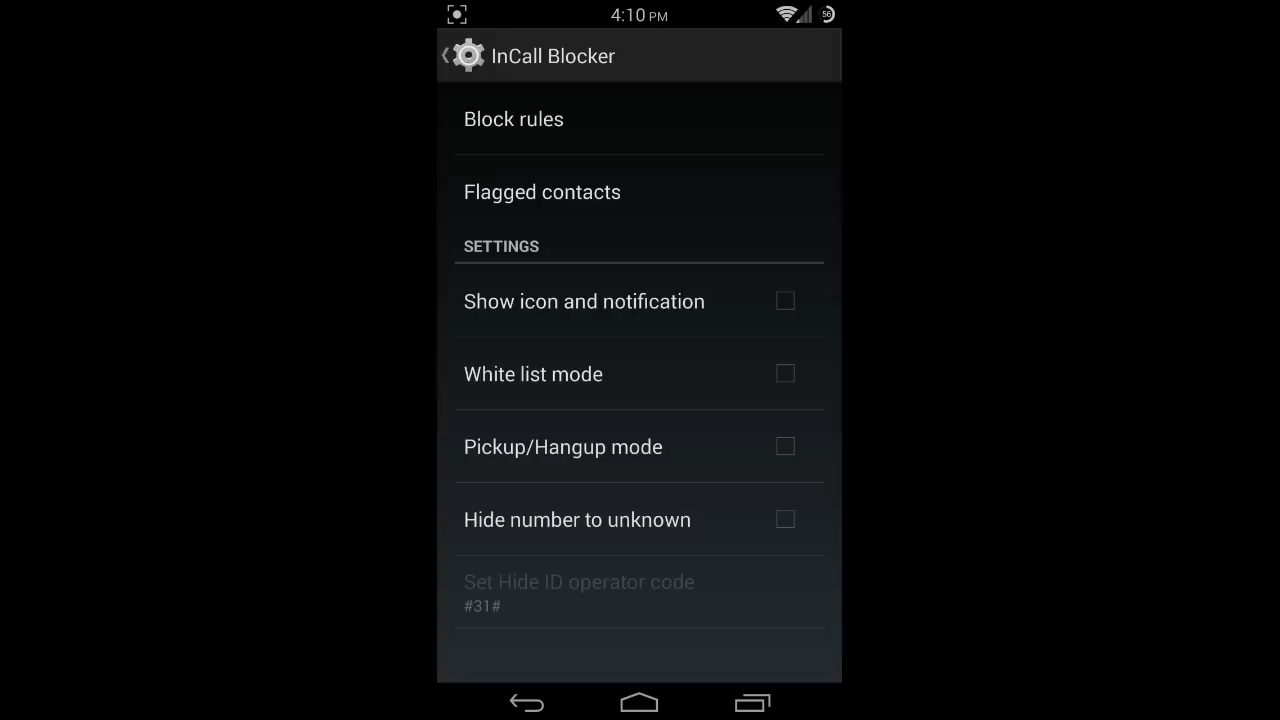 4:10 PM
56
InCall Blocker
Block rules
Flagged contacts
SETTINGS
Show icon and notification
White list mode
Pickup/Hangup mode
Hide number to unknown
Set Hide ID operator code
#31#